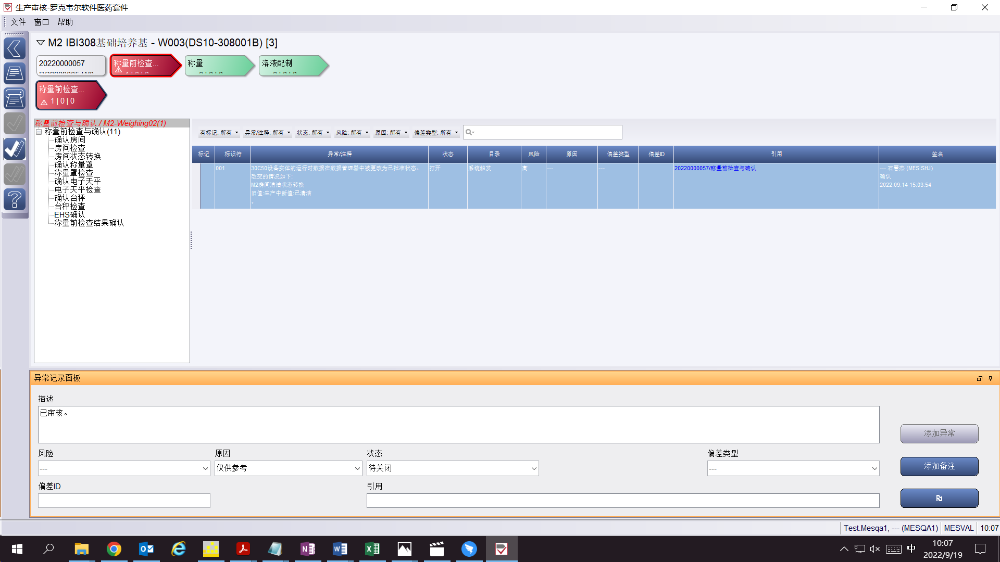 生产审核-罗克韦尔软件医药套件
文件 窗口 帮助
M2 IBI308基础培养基 - W003(DS10-308001B) [3]
20220000057
称量前检查...
1 | 0 | 0
称量
0 | 0 | 0
溶液配制
0 | 0 | 0
称量前检查...
1 | 0 | 0
称量前检查与确认 / M2-Weighing02(1)
称量前检查与确认(11)
确认房间
房间检查
房间状态转换
确认称量罩
称量罩检查
确认电子天平
电子天平检查
确认台秤
台秤检查
EHS确认
称量前检查结果确认
有标记: 所有 异常/注释: 所有 状态: 所有 风险: 所有 原因: 所有 偏差类型: 所有
标记 标识符 异常/注释 状态 目录 风险 原因 偏差类型 偏差ID 引用 签名
001 30C50设备实体的运行时数据在数据管理器中被更改为已批准状态。 打开 系统触发 高 --- --- 20220000057/称量前检查与确认 --- 石慧杰 (MES.SHJ)
改变的情况如下: 确认
M2房间清洁状态转换 2022.09.14 15:03:54
旧值:生产中新值:已清洁
。
异常记录面板
描述
已审核。
添加异常
风险 原因 状态 偏差类型
--- 仅供参考 待关闭 ---
添加备注
偏差ID 引用
Test.Mesqa1, --- (MESQA1) MESVAL 10:07
中 10:07
2022/9/19